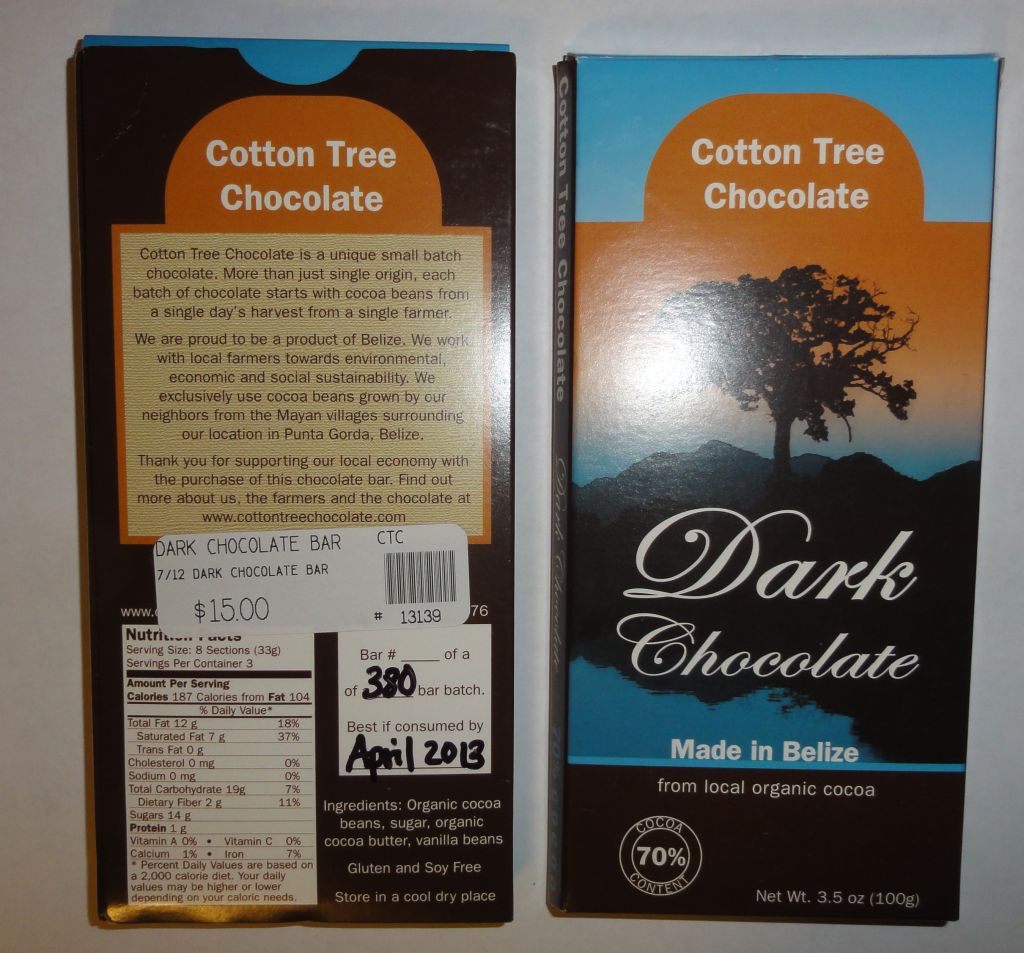 Cotton Tree
Chocolate
Cotton Tree Chocolate is a unique small batch
chocolate. More than just single origin, each
batch of chocolate starts with cocoa beans from
a single day's harvest from a single farmer.
We are proud to be a product of Belize. We work
with local farmers towards environmental,
economic and social sustainability. We
exclusively use cocoa beans grown by our
neighbors from the Mayan villages surrounding
our location in Punta Gorda, Belize.
Thank you for supporting our local economy with
the purchase of this chocolate bar. Find out
more about us, the farmers and the chocolate at
www.cottontreechocolate.com
DARK CHOCOLATE BAR CTC
7/12 DARK CHOCOLATE BAR
$15.00
# 13139
www. 76
Nutrition Facts
Serving Size: 8 Sections (33g)
Servings Per Container 3
Amount Per Serving
Calories 187 Calories from Fat 104
% Daily Value*
Total Fat 12 g 18%
Saturated Fat 7 g 37%
Trans Fat 0 g
Cholesterol 0 mg 0%
Sodium 0 mg 0%
Total Carbohydrate 19g 7%
Dietary Fiber 2 g 11%
Sugars 14 g
Protein 1 g
Vitamin A 0% • Vitamin C 0%
Calcium 1% • Iron 7%
* Percent Daily Values are based on
a 2,000 calorie diet. Your daily
values may be higher or lower
depending on your caloric needs.
Bar # ____ of a
of 380 bar batch.
Best if consumed by
April 2013
Ingredients: Organic cocoa
beans, sugar, organic
cocoa butter, vanilla beans
Gluten and Soy Free
Store in a cool dry place
Cotton Tree Chocolate
Dark Chocolate
Cotton Tree
Chocolate
Dark
Chocolate
Made in Belize
from local organic cocoa
COCOA
70%
CONTENT
Net Wt. 3.5 oz (100g)